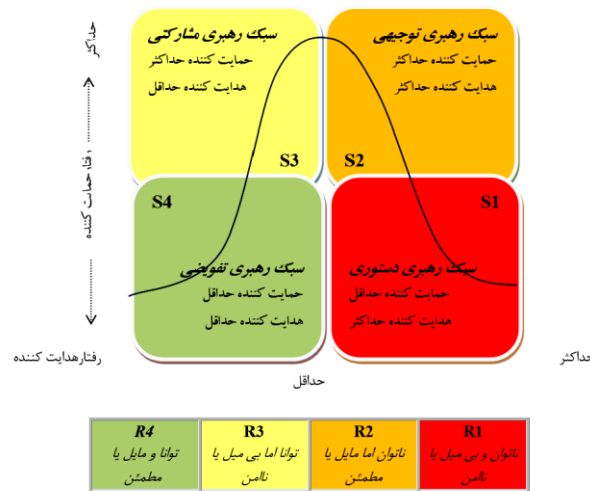 حداکثر
سبک رهبری مشارکتی
حمایت کننده حداکثر
هدایت کننده حداقل
S3
سبک رهبری توجیهی
حمایت کننده حداکثر
هدایت کننده حداکثر
S2
رفتار حمایت کننده
S4
سبک رهبری تفویضی
حمایت کننده حداقل
هدایت کننده حداقل
S1
سبک رهبری دستوری
حمایت کننده حداقل
هدایت کننده حداکثر
رفتارهدایت کننده
حداقل
حداکثر
R1
ناتوان و بی میل یا
ناامن
R2
ناتوان اما مایل یا
مطمئن
R3
توانا اما بی میل یا
ناامن
R4
توانا و مایل یا
مطمئن